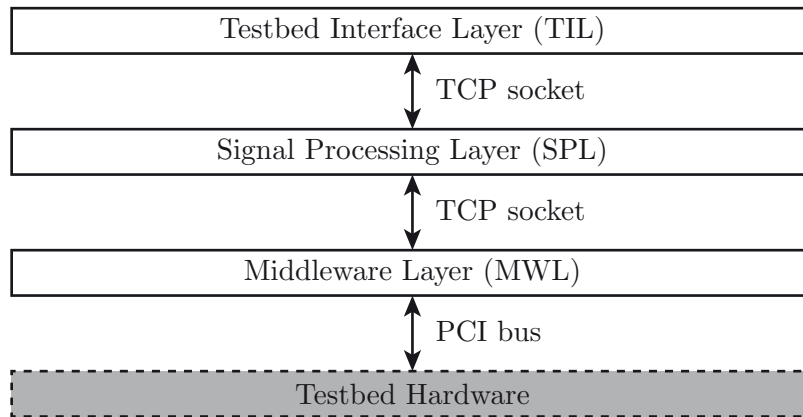 Testbed Interface Layer (TIL)
TCP socket
Signal Processing Layer (SPL)
TCP socket
Middleware Layer (MWL)
PCI bus
Testbed Hardware